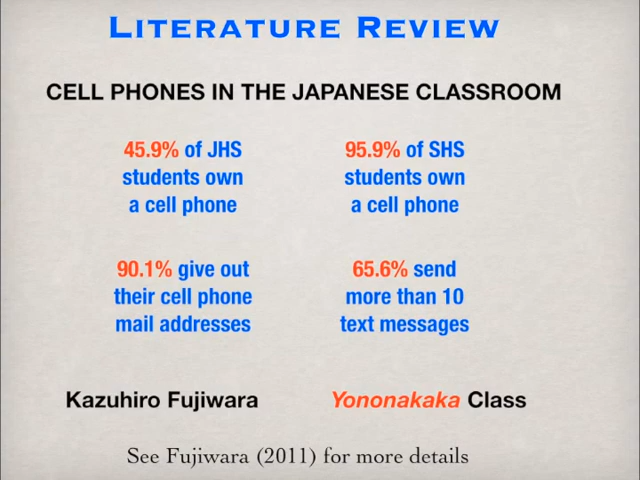 LITERATURE REVIEW
CELL PHONES IN THE JAPANESE CLASSROOM
45.9% of JHS
students own
a cell phone
95.9% of SHS
students own
a cell phone
90.1% give out
their cell phone
mail addresses
65.6% send
more than 10
text messages
Kazuhiro Fujiwara
Yononakaka Class
See Fujiwara (2011) for more details